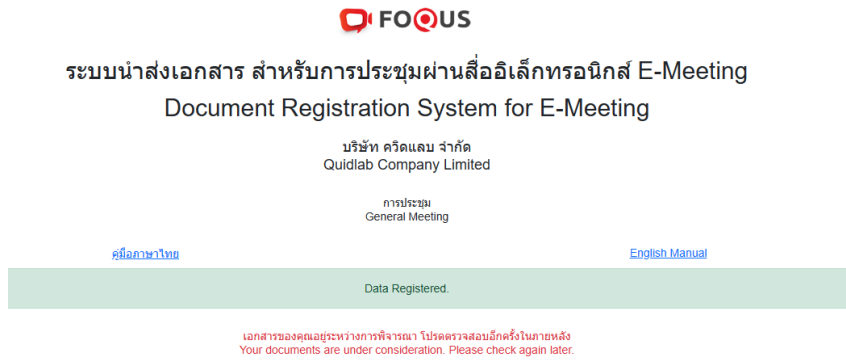 FOQUS
ระบบนำส่งเอกสาร สำหรับการประชุมผ่านสื่ออิเล็กทรอนิกส์ E-Meeting
Document Registration System for E-Meeting
บริษัท ควิดแลบ จำกัด
Quidlab Company Limited
การประชุม
General Meeting
คู่มือภาษาไทย English Manual
Data Registered.
เอกสารของคุณอยู่ระหว่างการพิจารณา โปรดตรวจสอบอีกครั้งในภายหลัง
Your documents are under consideration. Please check again later.